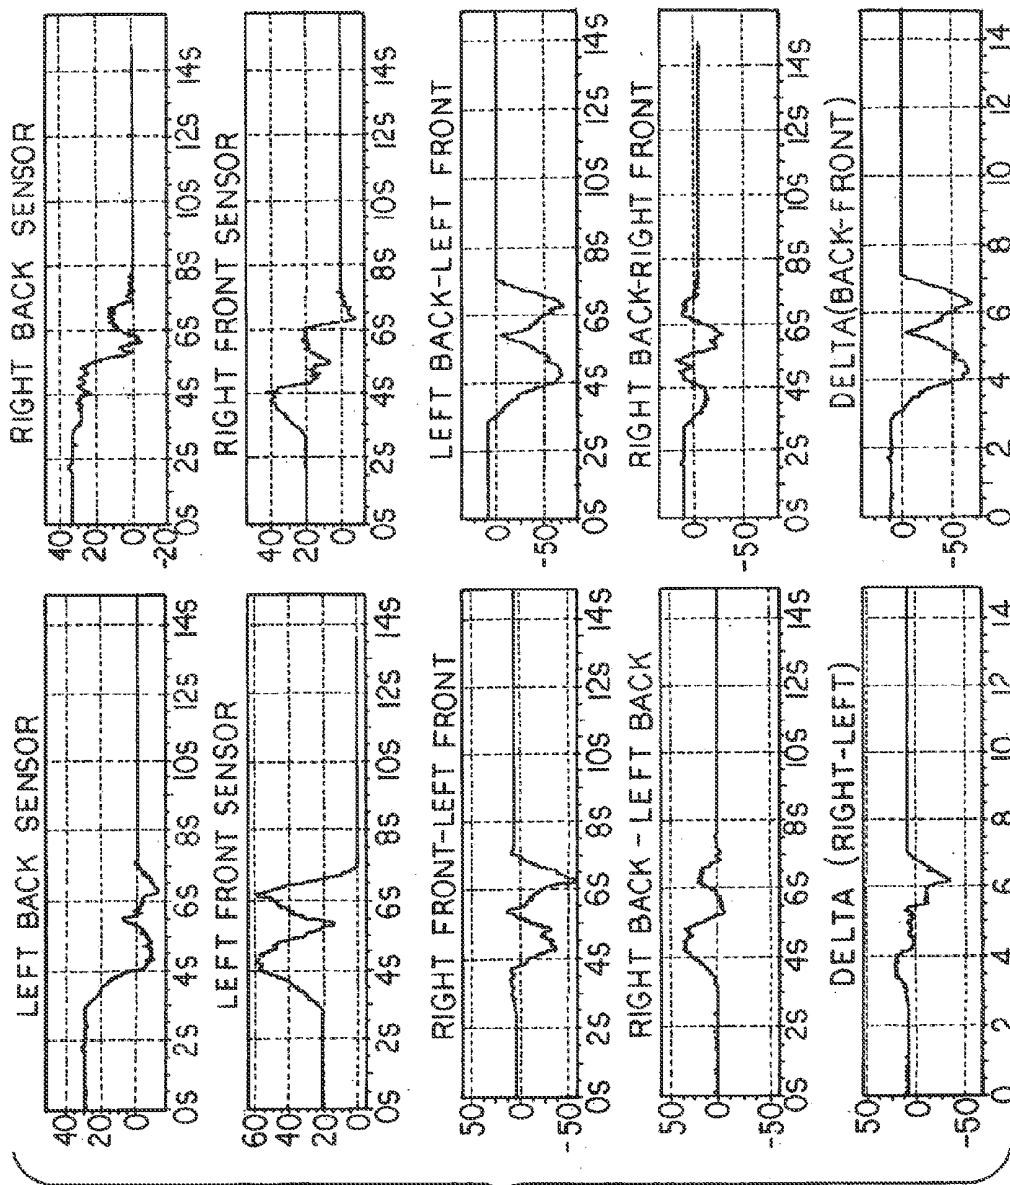 LEFT BACK SENSOR
40
20
0
0S 2S 4S 6S 8S 10S 12S 14S
LEFT FRONT SENSOR
60
40
20
0S 2S 4S 6S 8S 10S 12S 14S
RIGHT FRONT-LEFT FRONT
50
0
-50
0S 2S 4S 6S 8S 10S 12S 14S
RIGHT BACK - LEFT BACK
50
0
-50
0S 2S 4S 6S 8S 10S 12S 14S
DELTA (RIGHT-LEFT)
50
0
-50
0 2 4 6 8 10 12 14
RIGHT BACK SENSOR
40
20
0
-20
0S 2S 4S 6S 8S 10S 12S 14S
RIGHT FRONT SENSOR
40
20
0
0S 2S 4S 6S 8S 10S 12S 14S
LEFT BACK-LEFT FRONT
0
-50
0S 2S 4S 6S 8S 10S 12S 14S
RIGHT BACK-RIGHT FRONT
0
-50
0S 2S 4S 6S 8S 10S 12S 14S
DELTA(BACK-FRONT)
0
-50
0 2 4 6 8 10 12 14